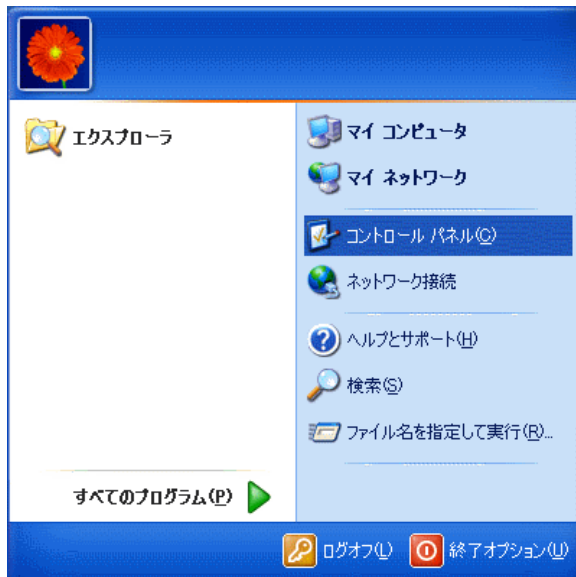 エクスプローラ
すべてのプログラム(P)
マイ コンピュータ
マイ ネットワーク
コントロール パネル(C)
ネットワーク接続
ヘルプとサポート(H)
検索(S)
ファイル名を指定して実行(R)...
ログオフ(L)
終了オプション(U)